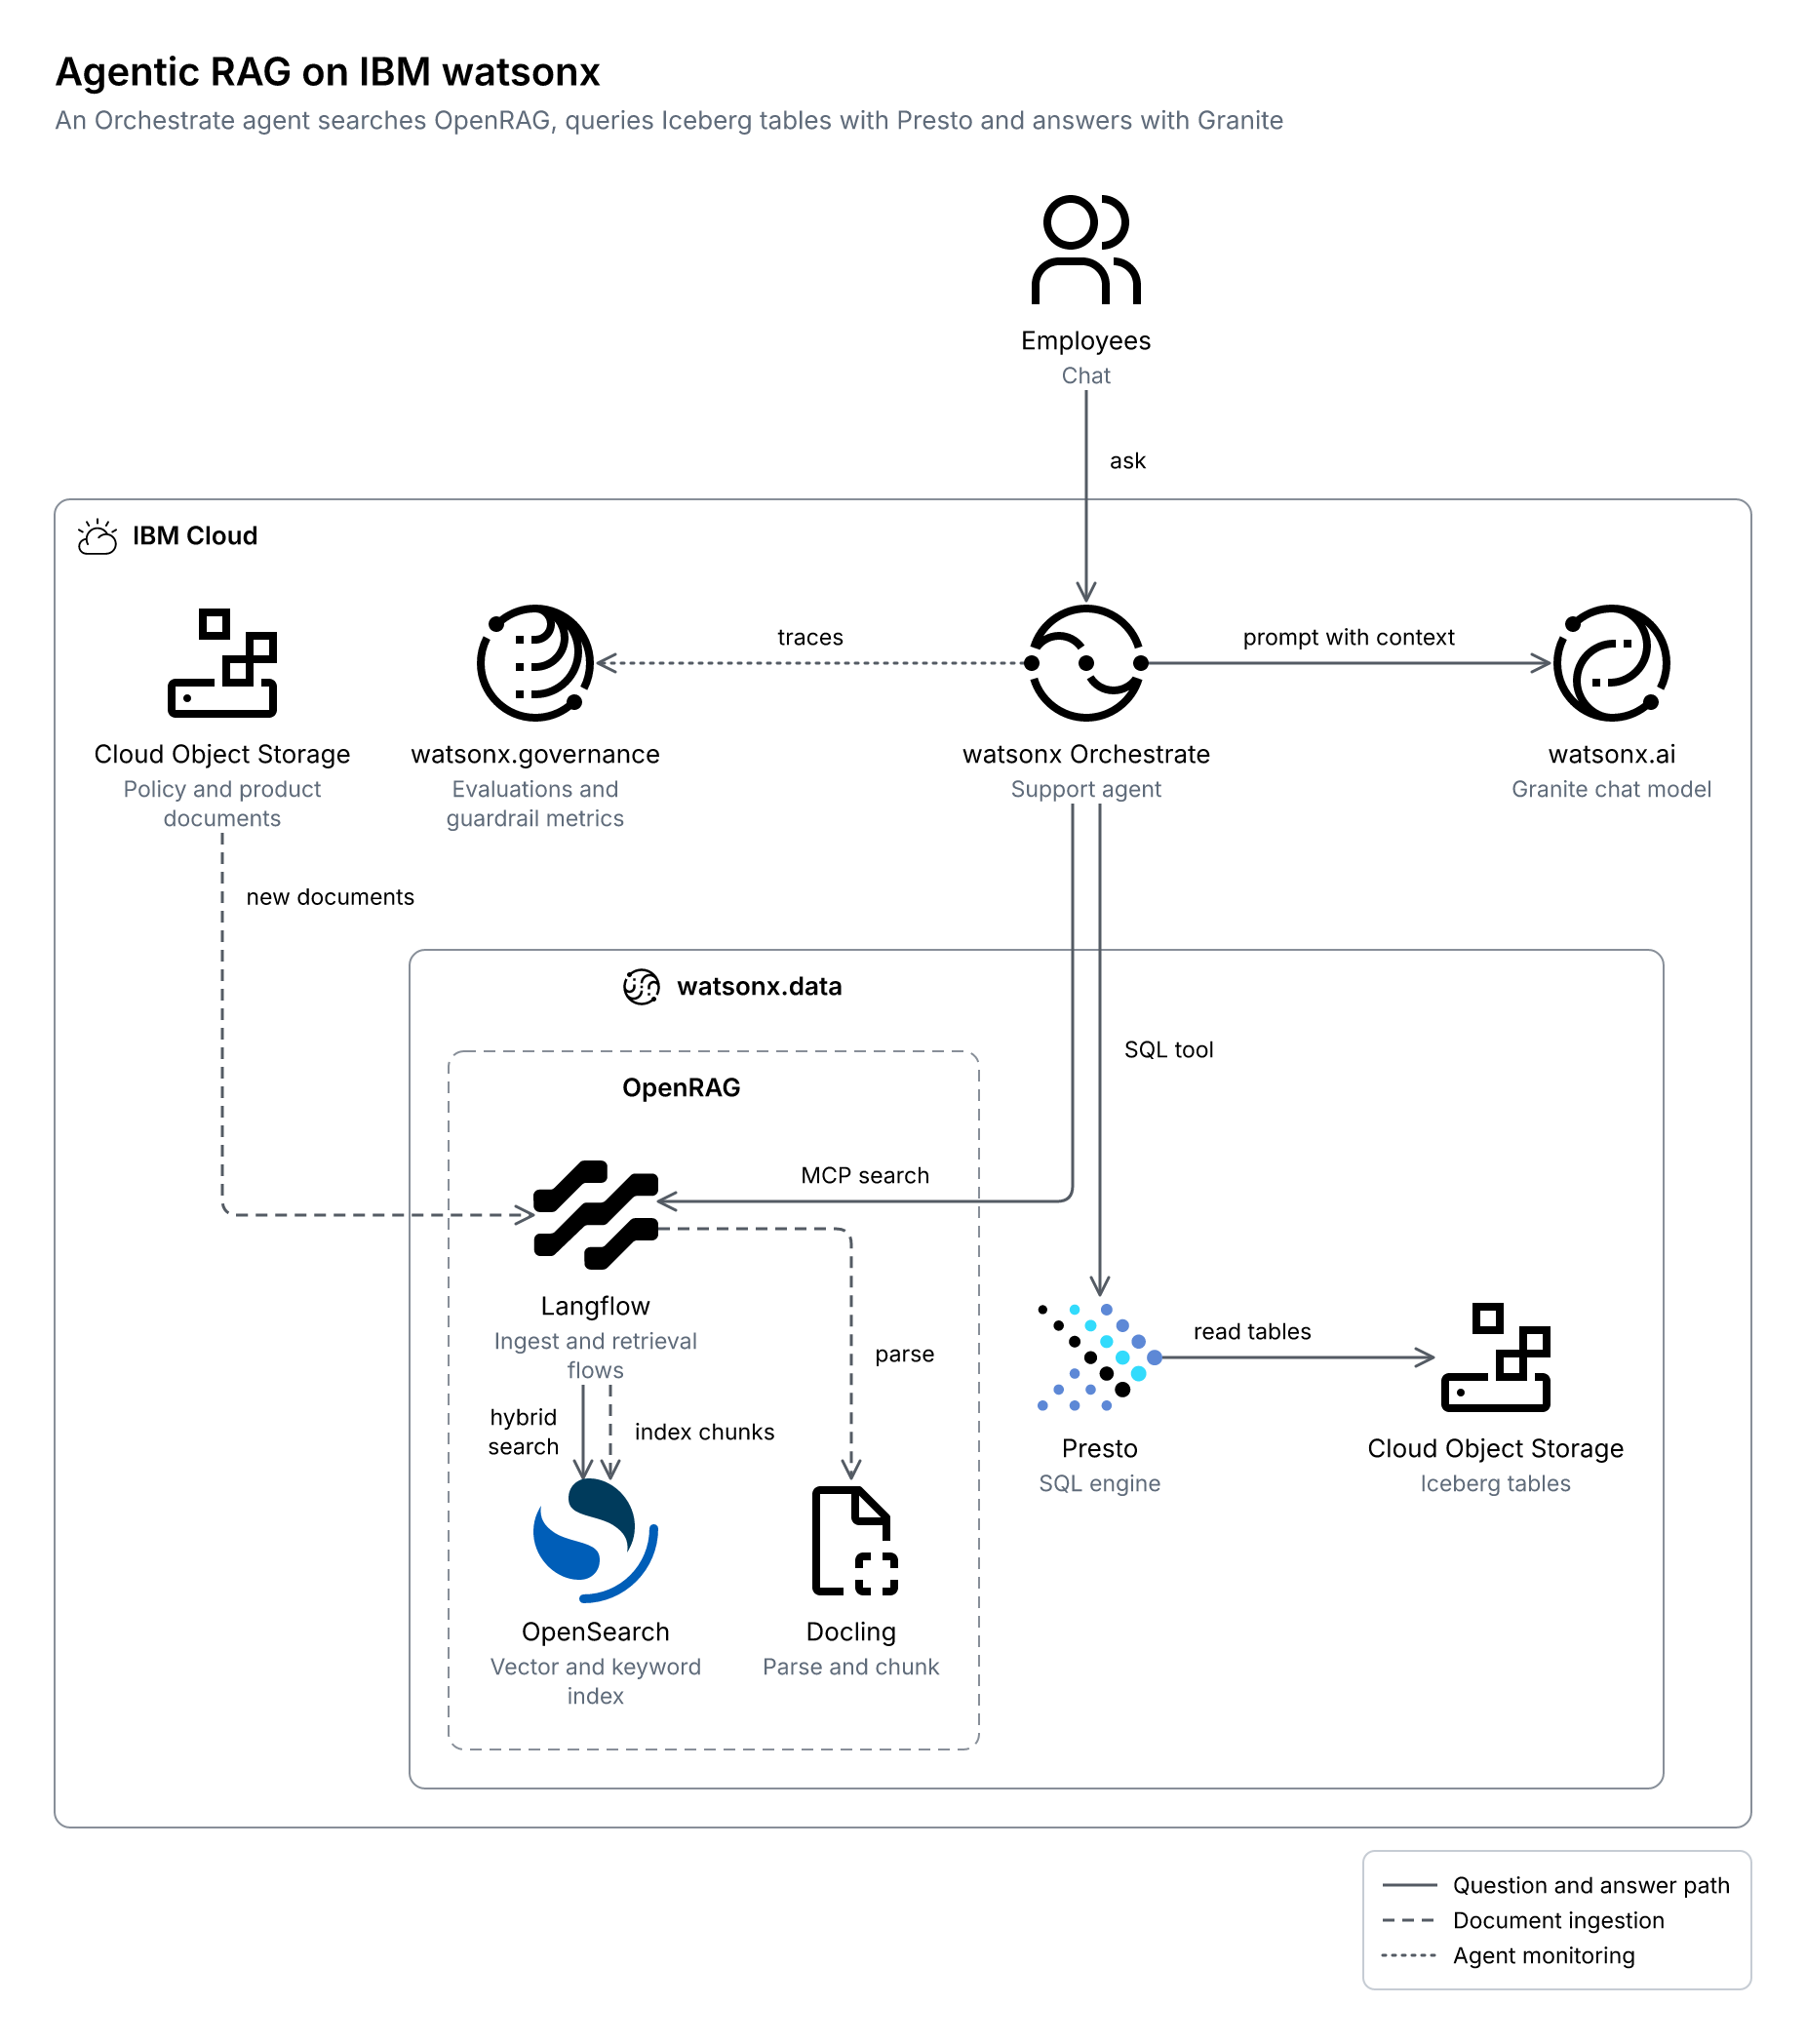 Agentic RAG on IBM watsonx
An Orchestrate agent searches OpenRAG, queries Iceberg tables with Presto and answers with Granite
Employees
Chat
ask
IBM Cloud
traces
prompt with context
Cloud Object Storage
Policy and product
documents
watsonx.governance
Evaluations and
guardrail metrics
watsonx Orchestrate
Support agent
watsonx.ai
Granite chat model
new documents
watsonx.data
SQL tool
OpenRAG
MCP search
Langflow
Ingest and retrieval
flows
parse
read tables
hybrid
search
index chunks
Presto
SQL engine
Cloud Object Storage
Iceberg tables
OpenSearch
Vector and keyword
index
Docling
Parse and chunk
Question and answer path
Document ingestion
Agent monitoring